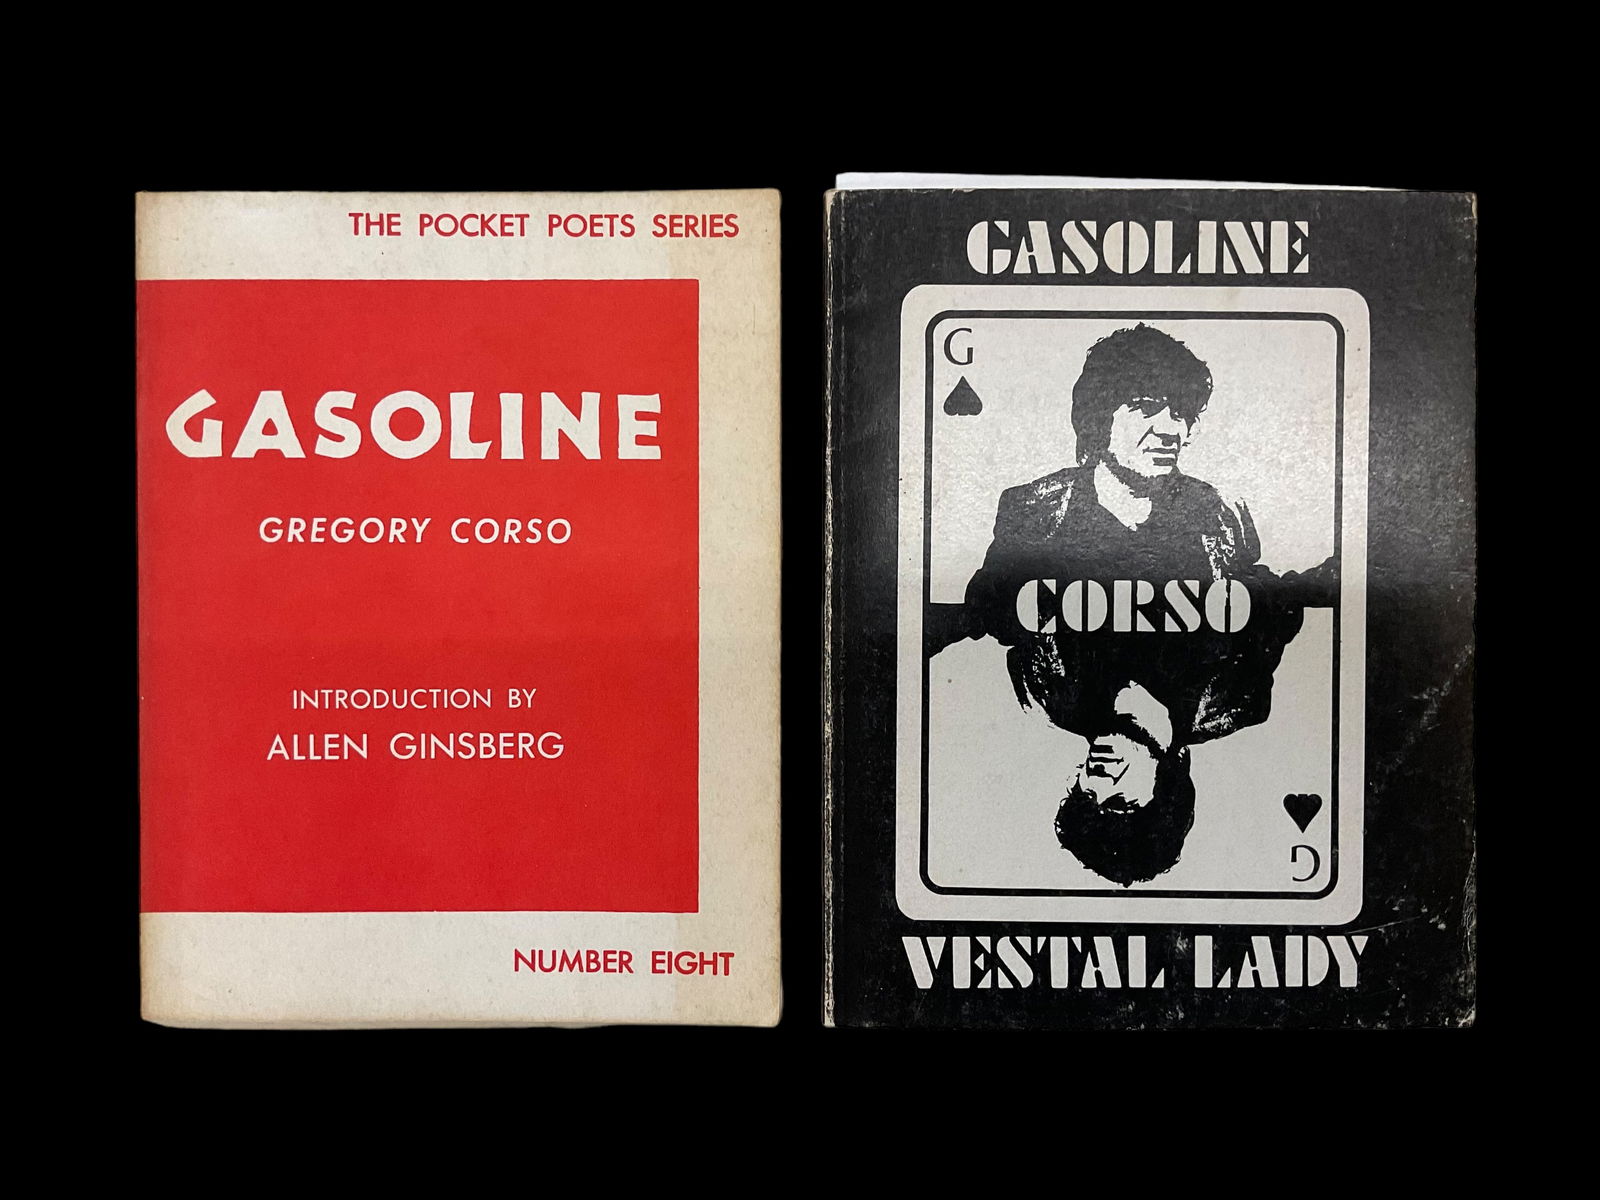 THE POCKET POETS SERIES
GASOLINE
GREGORY CORSO
INTRODUCTION BY
ALLEN GINSBERG
NUMBER EIGHT
GASOLINE
G
CORSO
G
VESTAL LADY